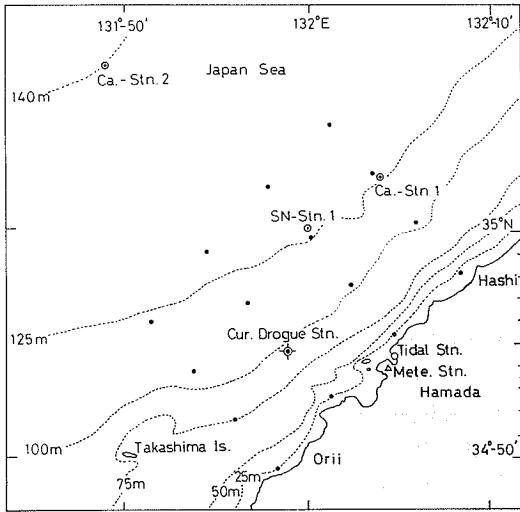 131°-50'
132°E
132°-10'
Japan Sea
Ca.-Stn.2
140m
Ca.-Stn.1
SN-Stn.1
35°N
Hashi
125m
Cur. Drogue Stn.
Tidal Stn.
Mete. Stn.
Hamada
100m
Takashima Is.
Orii
34°-50'
25m
75m
50m